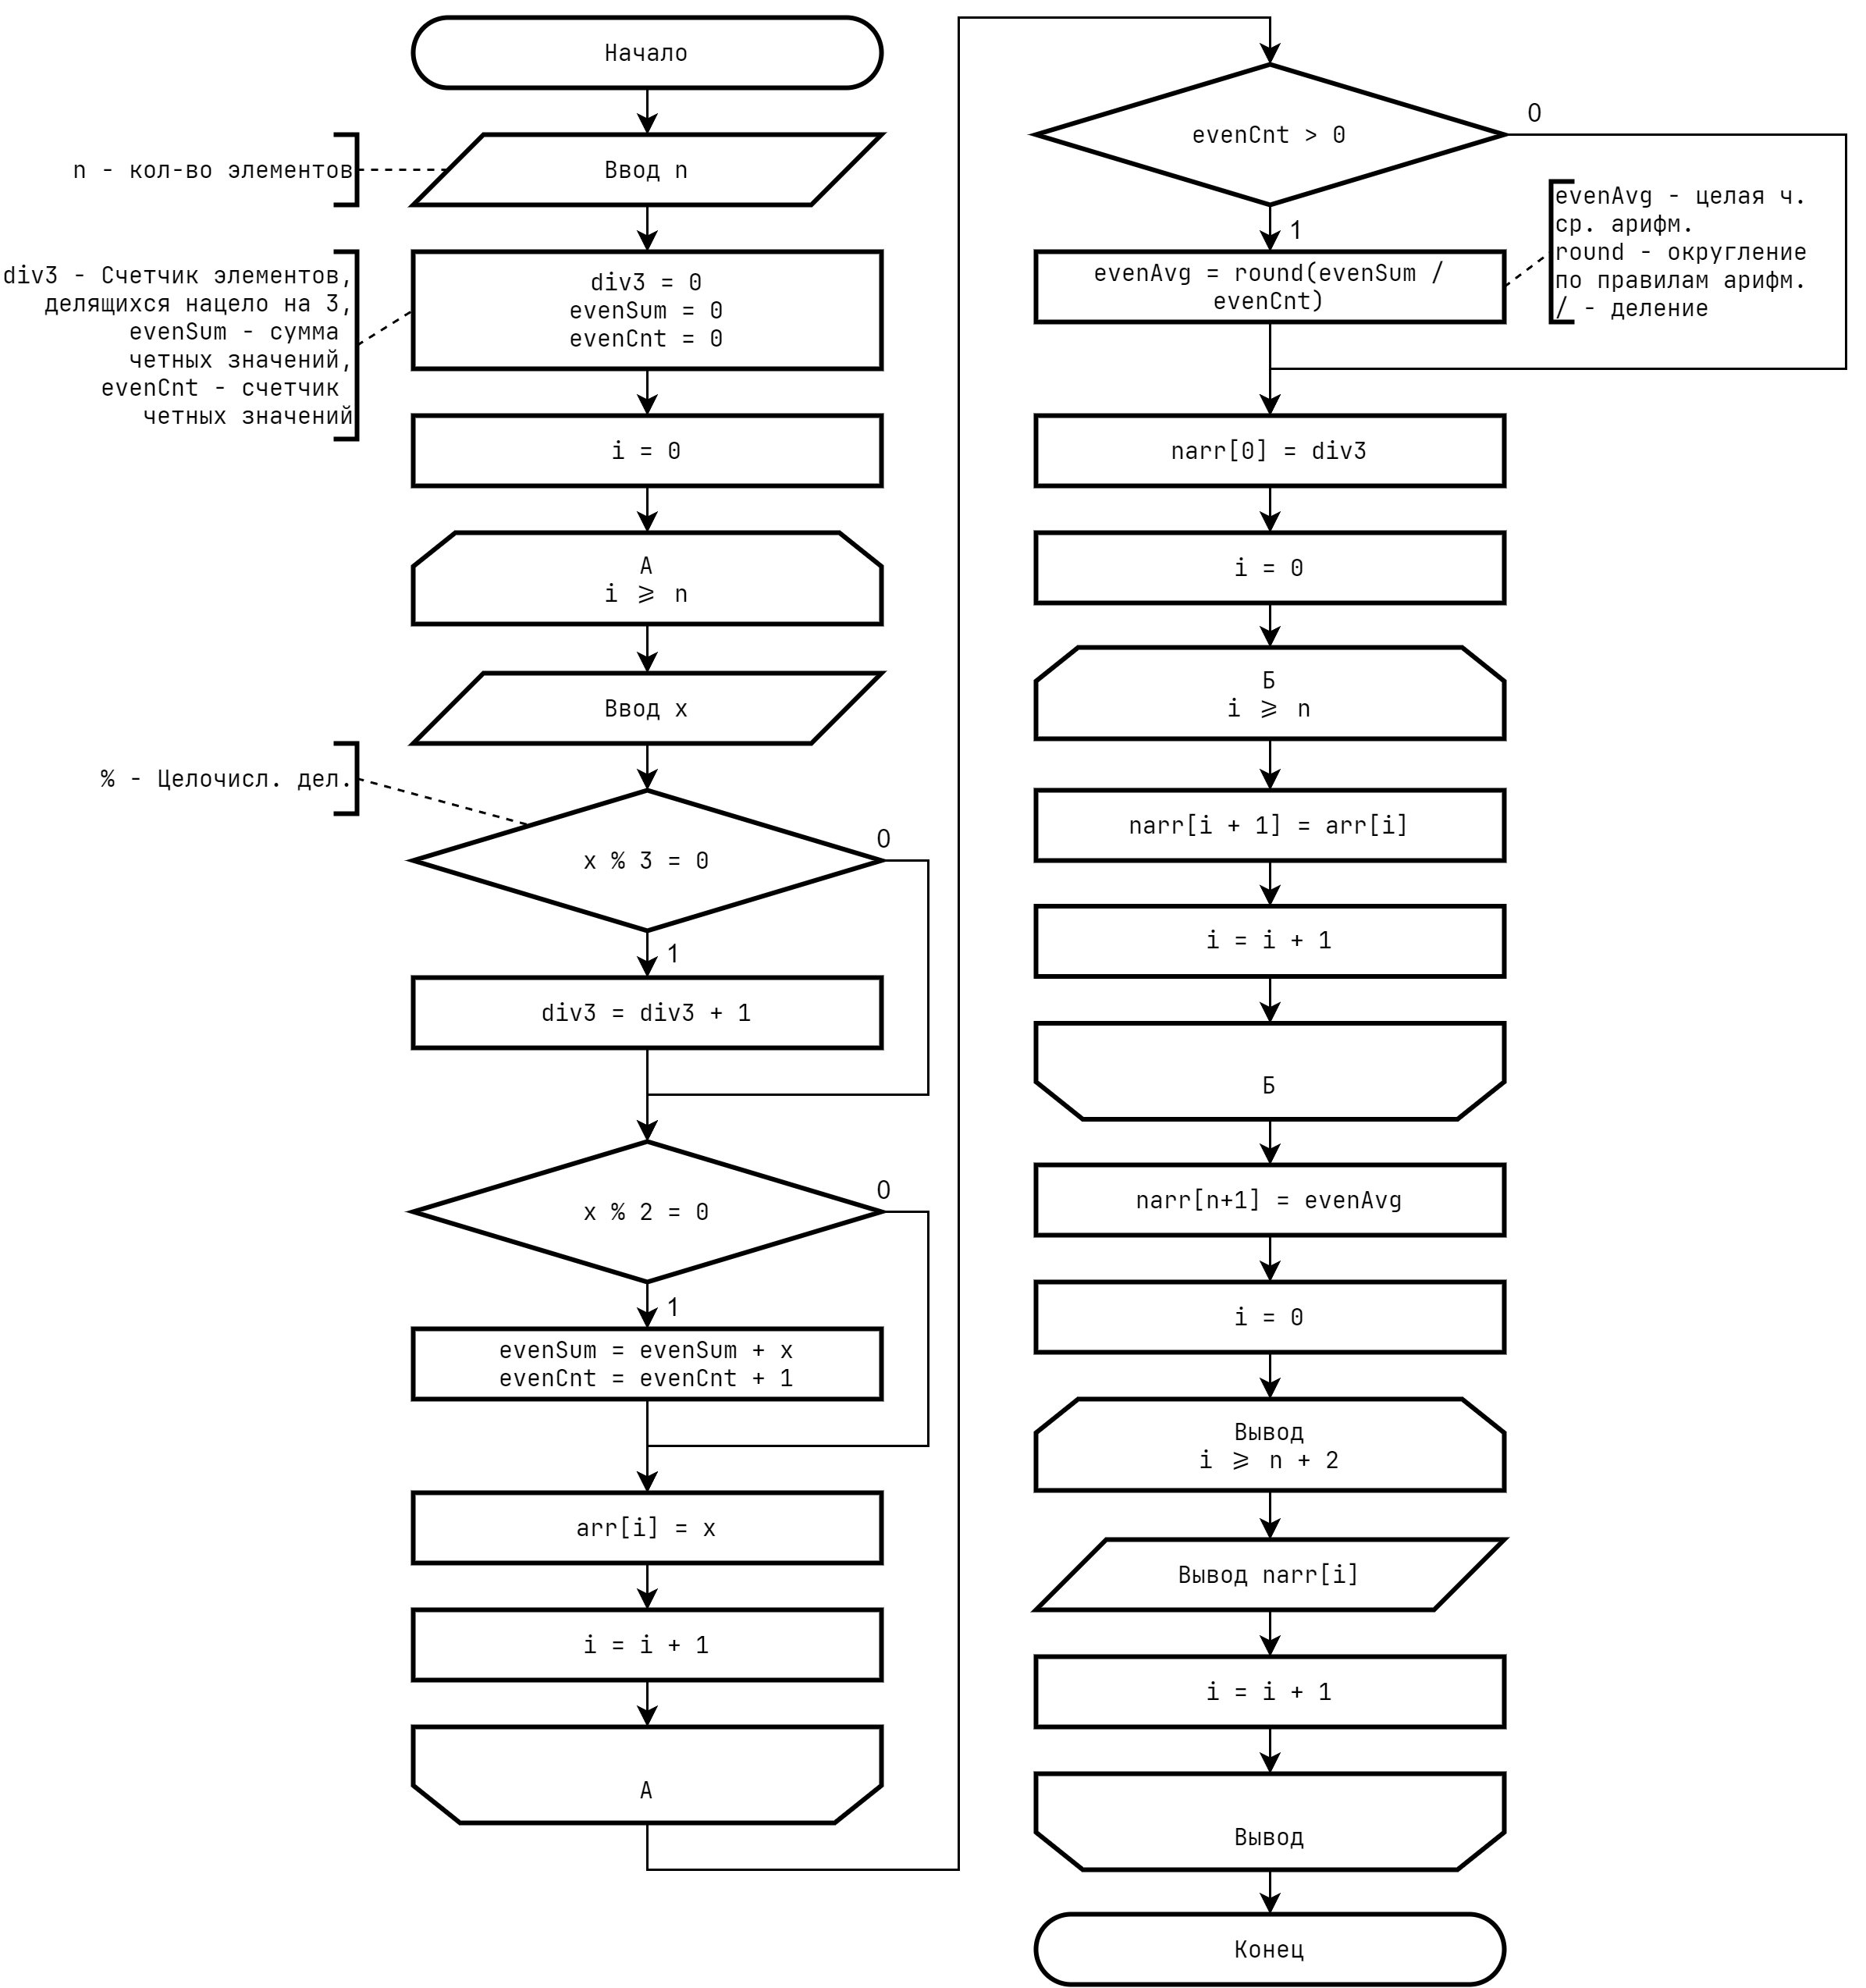 Начало
n - кол-во элементов
Ввод n
div3 - Счетчик элементов,
делящихся нацело на 3,
evenSum - сумма
четных значений,
evenCnt - счетчик
четных значений
div3 = 0
evenSum = 0
evenCnt = 0
i = 0
А
i ⩾ n
Ввод x
% - Целочисл. дел.
x % 3 = 0
0
1
div3 = div3 + 1
x % 2 = 0
0
1
evenSum = evenSum + x
evenCnt = evenCnt + 1
arr[i] = x
i = i + 1
А
evenCnt > 0
0
1
evenAvg = round(evenSum /
evenCnt)
evenAvg - целая ч.
ср. арифм.
round - округление
по правилам арифм.
/ - деление
narr[0] = div3
i = 0
Б
i ⩾ n
narr[i + 1] = arr[i]
i = i + 1
Б
narr[n+1] = evenAvg
i = 0
Вывод
i ⩾ n + 2
Вывод narr[i]
i = i + 1
Вывод
Конец